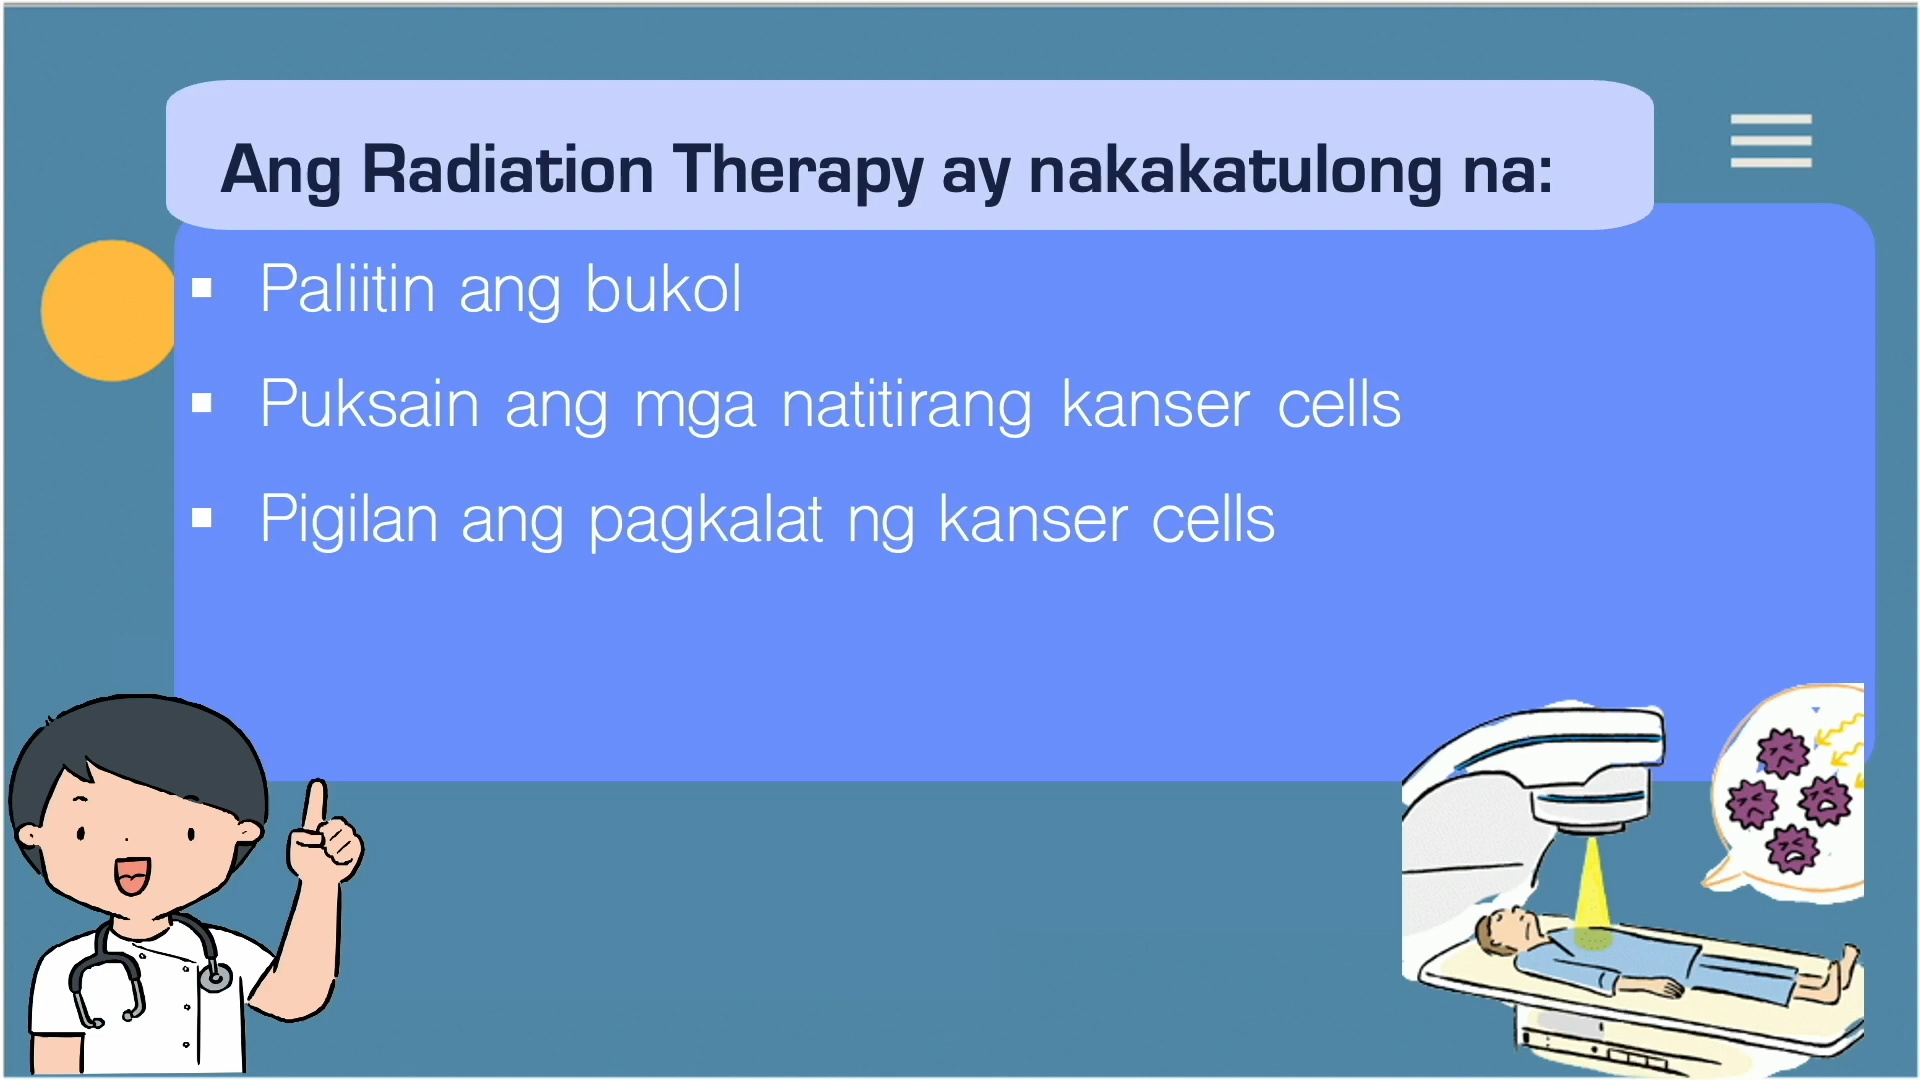 Ang Radiation Therapy ay nakakatulong na:
▪ Paliitin ang bukol
▪ Puksain ang mga natitirang kanser cells
▪ Pigilan ang pagkalat ng kanser cells